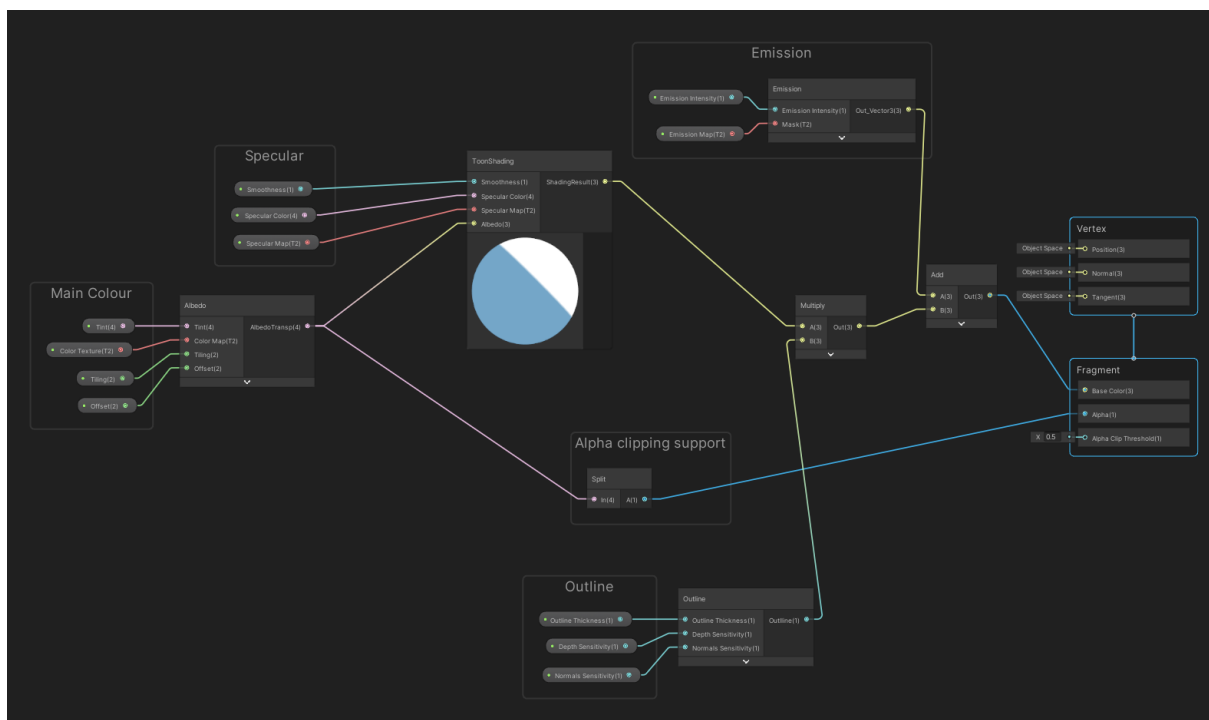 Emission
Emission
Emission Intensity(1)
Emission Intensity(1)
Out_Vector3(3)
Emission Map(T2)
Mask(T2)
Specular
ToonShading
Smoothness(1)
Smoothness(1)
ShadingResult(3)
Specular Color(4)
Specular Color(4)
Specular Map(T2)
Specular Map(T2)
Albedo(3)
Main Colour
Albedo
Tint(4)
Tint(4)
AlbedoTransp(4)
Color Texture(T2)
Color Map(T2)
Tiling(2)
Tiling(2)
Offset(2)
Offset(2)
Multiply
A(3)
Out(3)
B(3)
Add
A(3)
Out(3)
B(3)
Vertex
Object Space
Position(3)
Object Space
Normal(3)
Object Space
Tangent(3)
Fragment
Base Color(3)
Alpha(1)
X 0.5
Alpha Clip Threshold(1)
Alpha clipping support
Split
In(4)
A(1)
Outline
Outline
Outline Thickness(1)
Outline Thickness(1)
Outline(1)
Depth Sensitivity(1)
Depth Sensitivity(1)
Normals Sensitivity(1)
Normals Sensitivity(1)